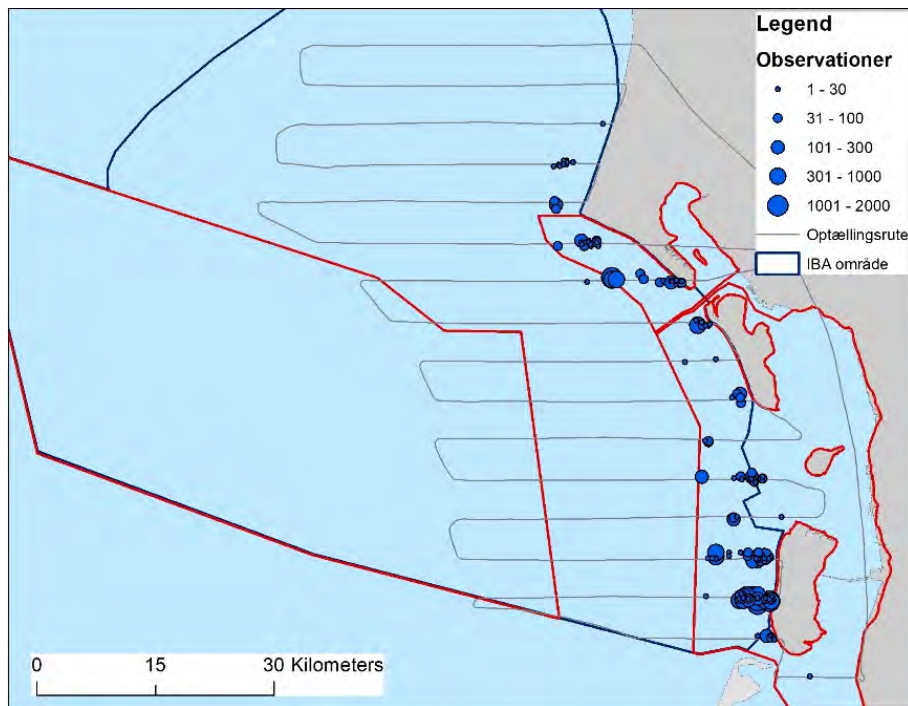 Legend
Observationer
1 - 30
31 - 100
101 - 300
301 - 1000
1001 - 2000
Optællingsrute
IBA område
0 15 30 Kilometers